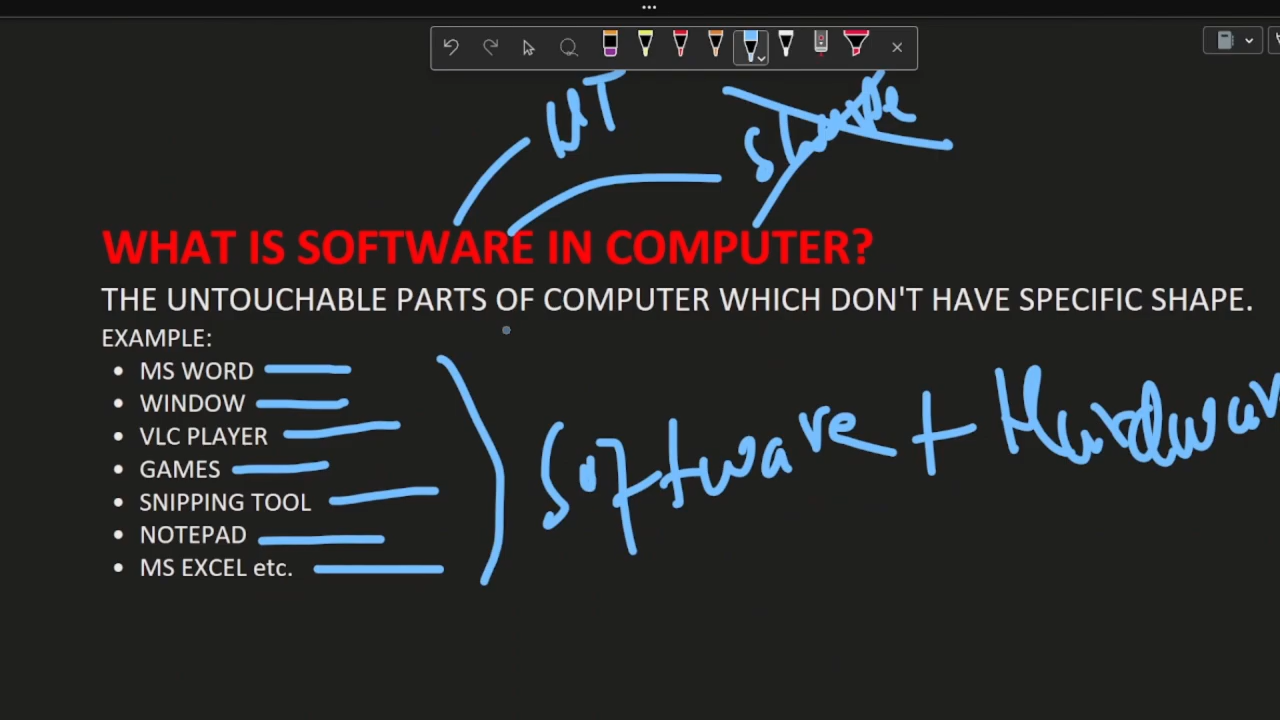 UT
Shape
WHAT IS SOFTWARE IN COMPUTER?
THE UNTOUCHABLE PARTS OF COMPUTER WHICH DON'T HAVE SPECIFIC SHAPE.
EXAMPLE:
• MS WORD
• WINDOW
• VLC PLAYER
• GAMES
• SNIPPING TOOL
• NOTEPAD
• MS EXCEL etc.
Software + Hardwar